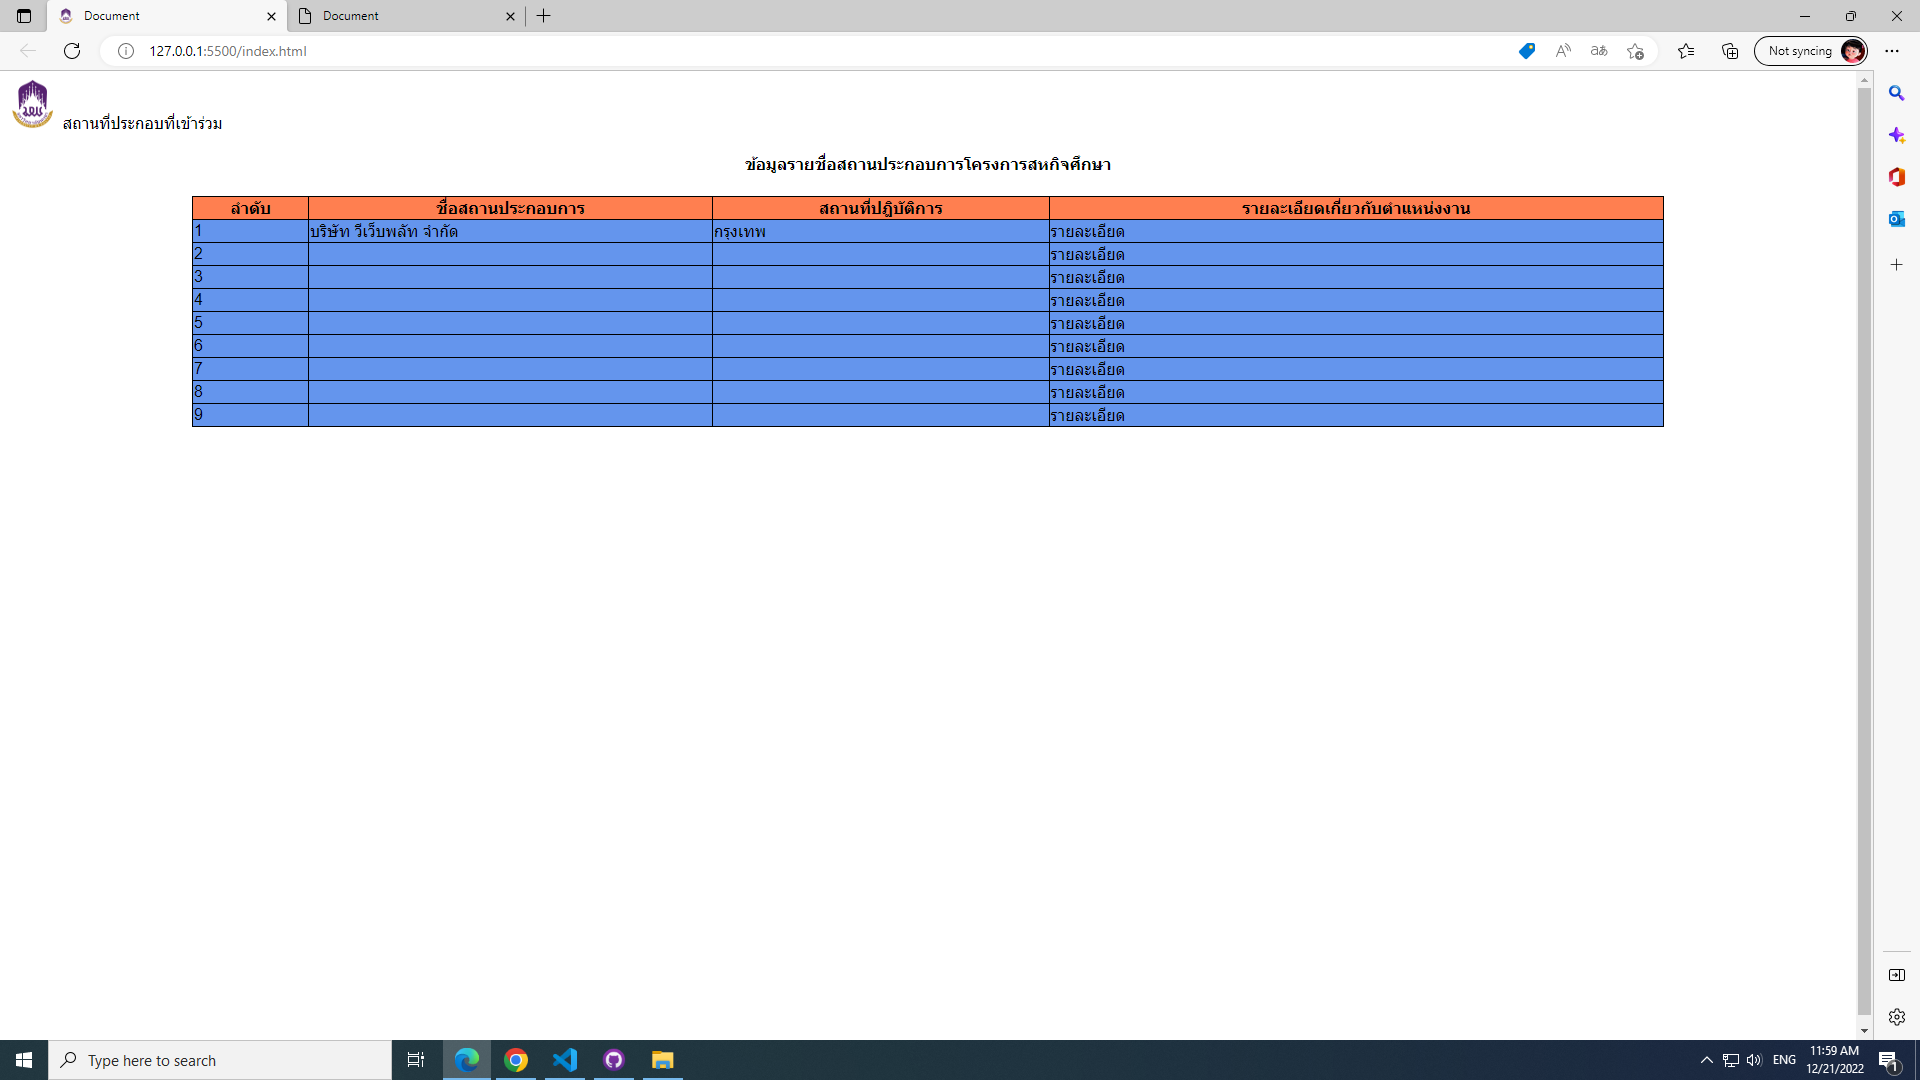 Document
Document
127.0.0.1:5500/index.html
Not syncing
สถานที่ประกอบที่เข้าร่วม
ข้อมูลรายชื่อสถานประกอบการโครงการสหกิจศึกษา
ลำดับ ชื่อสถานประกอบการ สถานที่ปฏิบัติการ รายละเอียดเกี่ยวกับตำแหน่งงาน
1 บริษัท วีเว็บพลัท จำกัด กรุงเทพ รายละเอียด
2 รายละเอียด
3 รายละเอียด
4 รายละเอียด
5 รายละเอียด
6 รายละเอียด
7 รายละเอียด
8 รายละเอียด
9 รายละเอียด
Type here to search
ENG
11:59 AM
12/21/2022
1